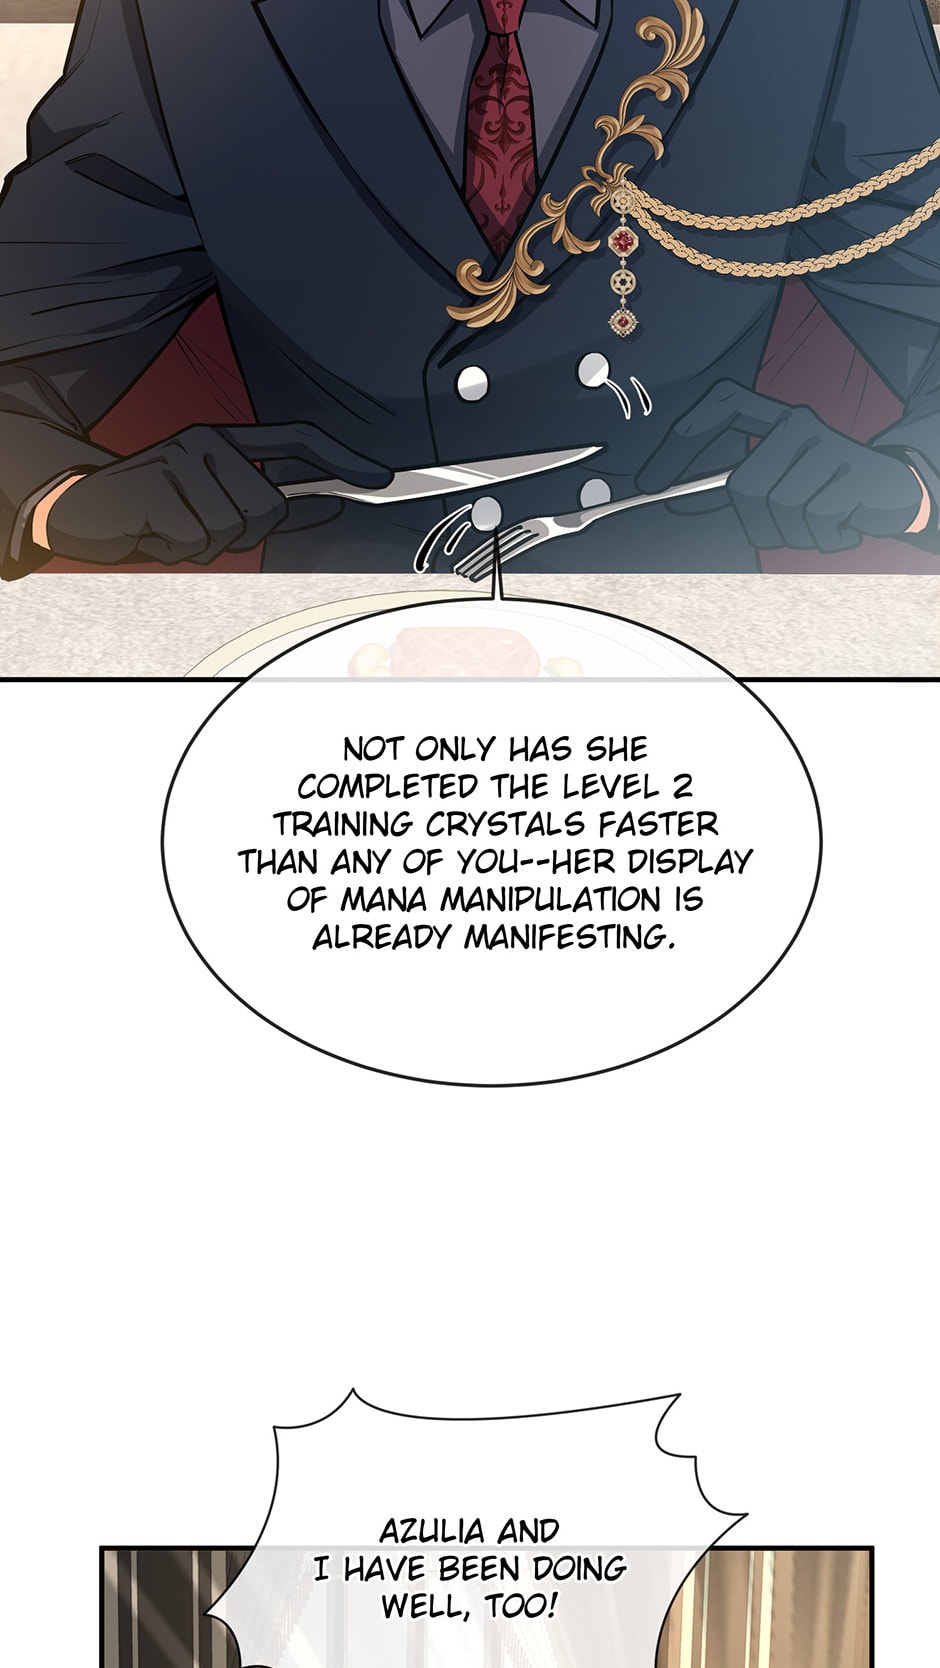 NOT ONLY HAS SHE
COMPLETED THE LEVEL 2
TRAINING CRYSTALS FASTER
THAN ANY OF YOU--HER DISPLAY
OF MANA MANIPULATION IS
ALREADY MANIFESTING.
AZULIA AND
I HAVE BEEN DOING
WELL, TOO!